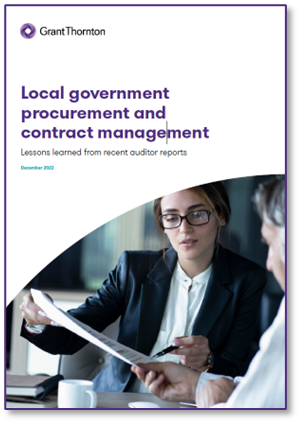 Grant Thornton
Local government
procurement and
contract management
Lessons learned from recent auditor reports
December 2022